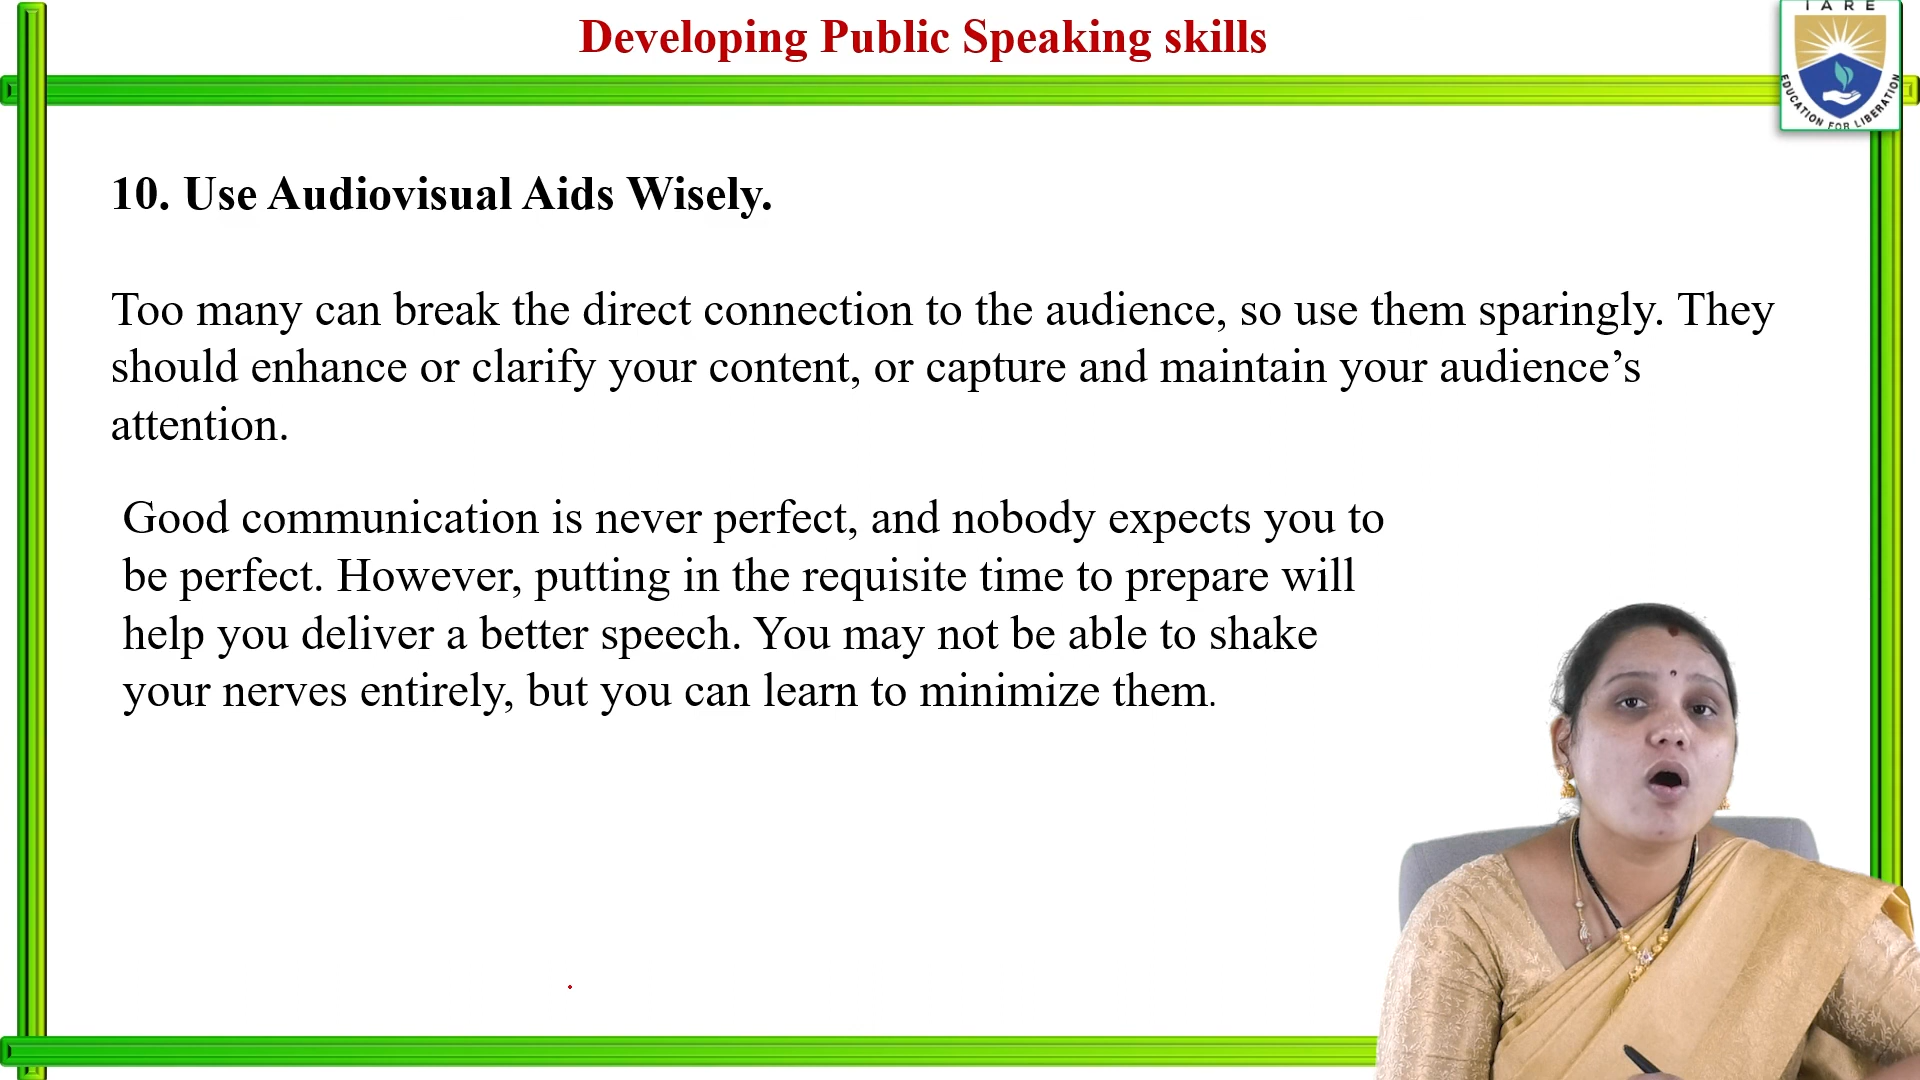 Developing Public Speaking skills
IARE
EDUCATION FOR LIBERATION
10. Use Audiovisual Aids Wisely.
Too many can break the direct connection to the audience, so use them sparingly. They
should enhance or clarify your content, or capture and maintain your audience’s
attention.
Good communication is never perfect, and nobody expects you to
be perfect. However, putting in the requisite time to prepare will
help you deliver a better speech. You may not be able to shake
your nerves entirely, but you can learn to minimize them.